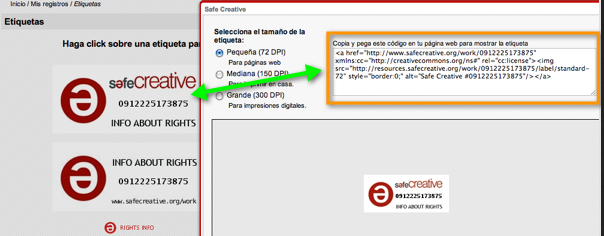 Inicio / Mis registros / Etiquetas
Etiquetas
Haga click sobre una etiqueta pa
safecreative
0912225173875
INFO ABOUT RIGHTS
INFO ABOUT RIGHTS
0912225173875
www.safecreative.org/work
RIGHTS INFO
Safe Creative
Selecciona el tamaño de la
etiqueta:
Pequeña (72 DPI)
Para páginas web
Mediana (150 DPI)
en casa.
Grande (300 DPI)
Para impresiones digitales.
Copia y pega este código en tu página web para mostrar la etiqueta
<a href="http://www.safecreative.org/work/0912225173875"
xmlns:cc="http://creativecommons.org/ns#" rel="cc:license"><img
src="http://resources.safecreative.org/work/0912225173875/label/standard-
72" style="border:0;" alt="Safe Creative #0912225173875"/></a>
safecreative
0912225173875
INFO ABOUT RIGHTS